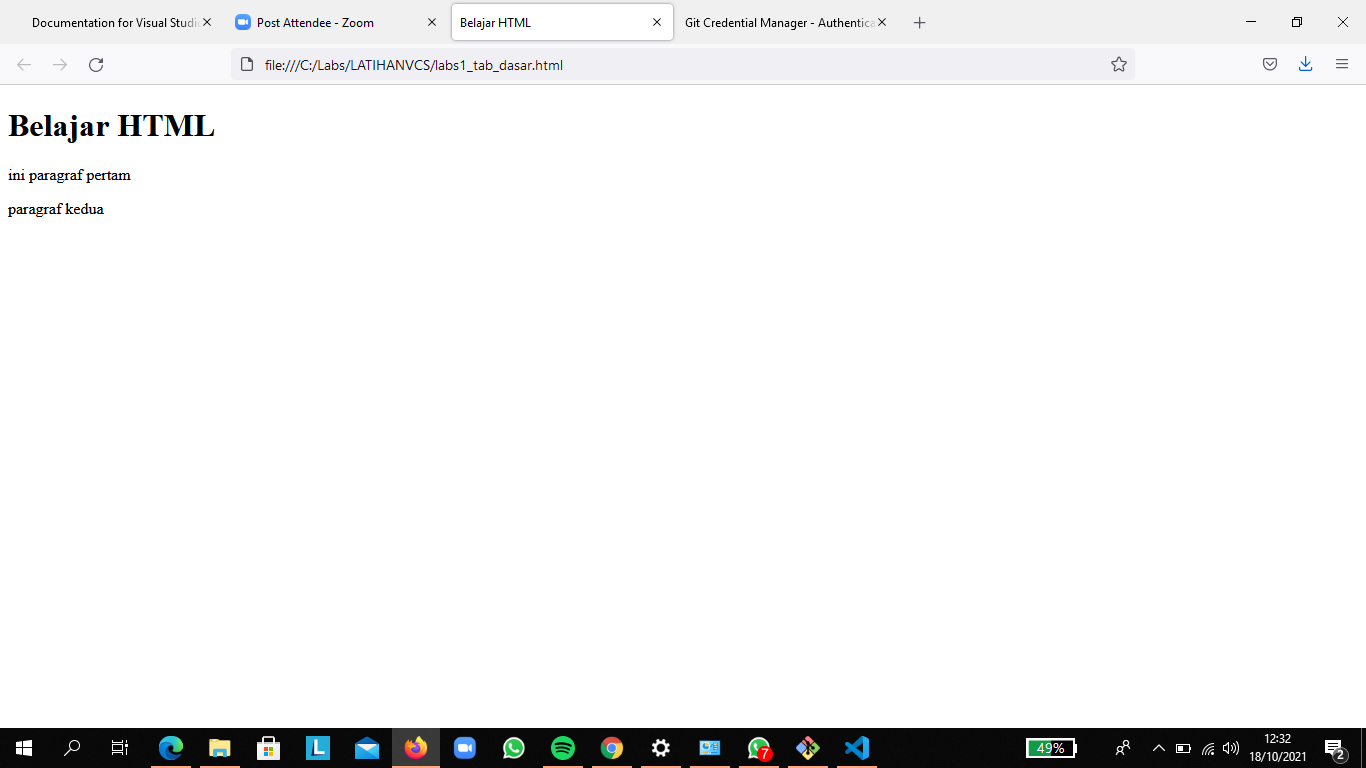 Documentation for Visual Studi
Post Attendee - Zoom
Belajar HTML
Git Credential Manager - Authentica
file:///C:/Labs/LATIHANVCS/labs1_tab_dasar.html
Belajar HTML
ini paragraf pertam
paragraf kedua
L
7
49%
12:32
18/10/2021
2